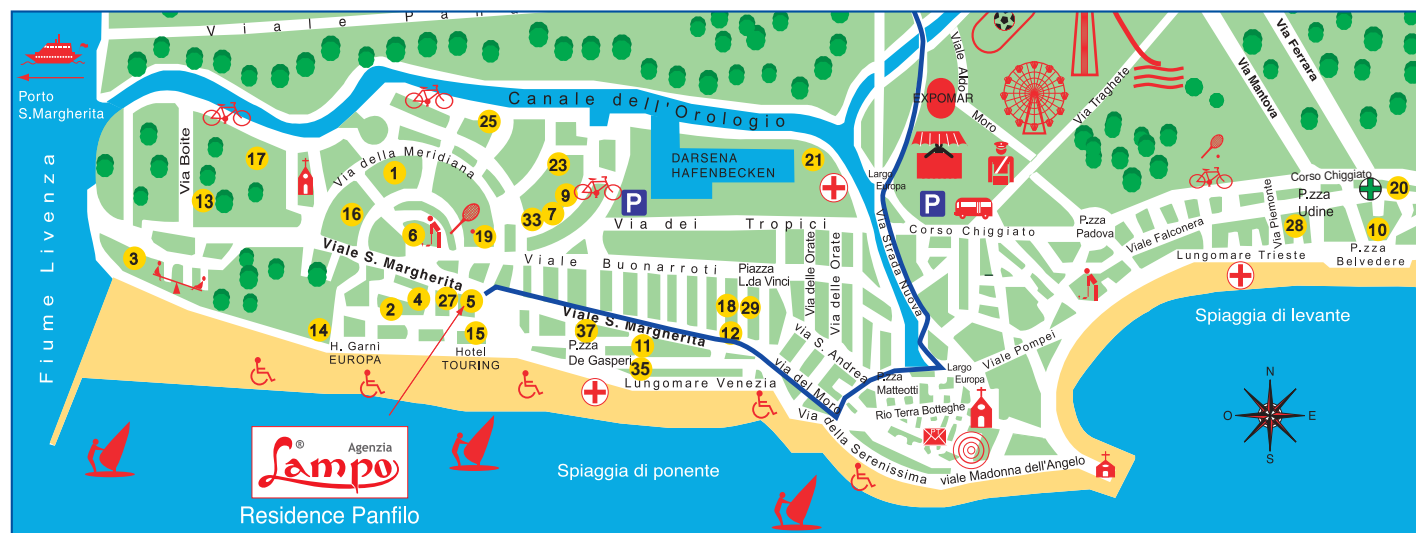 Viale Pan
Porto
S.Margherita
Fiume Livenza
Via Boite
17
13
3
1
16
6
Via della Meridiana
25
23
9
7
33
19
Canale dell'Orologio
DARSENA
HAFENBECKEN
21
P
Via dei Tropici
Viale S. Margherita
Viale Buonarroti
Piazza
L.da Vinci
Via delle Orate
Via delle Orate
2
4
27
5
14
H. Garni
EUROPA
15
Hotel
TOURING
Viale S. Margherita
37
P.zza
De Gasperi
11
35
18
29
12
Lungomare Venezia
via S. Andrea
via del Moro
Via della Serenissima
P.zza
Matteotti
Largo
Europa
Rio Terra Botteghe
PT
viale Madonna dell'Angelo
Viale Pompei
Largo
Europa
Via Strada Nuova
EXPOMAR
Viale Aldo Moro
Via Traghete
P
Corso Chiggiato
P.zza
Padova
Viale Falconera
Via Mantova
Via Ferrara
Via Piemonte
Corso Chiggiato
P.zza
Udine
28
20
10
P.zza
Belvedere
Lungomare Trieste
Spiaggia di levante
Spiaggia di ponente
N
O
E
S
Agenzia
Lampo®
Residence Panfilo